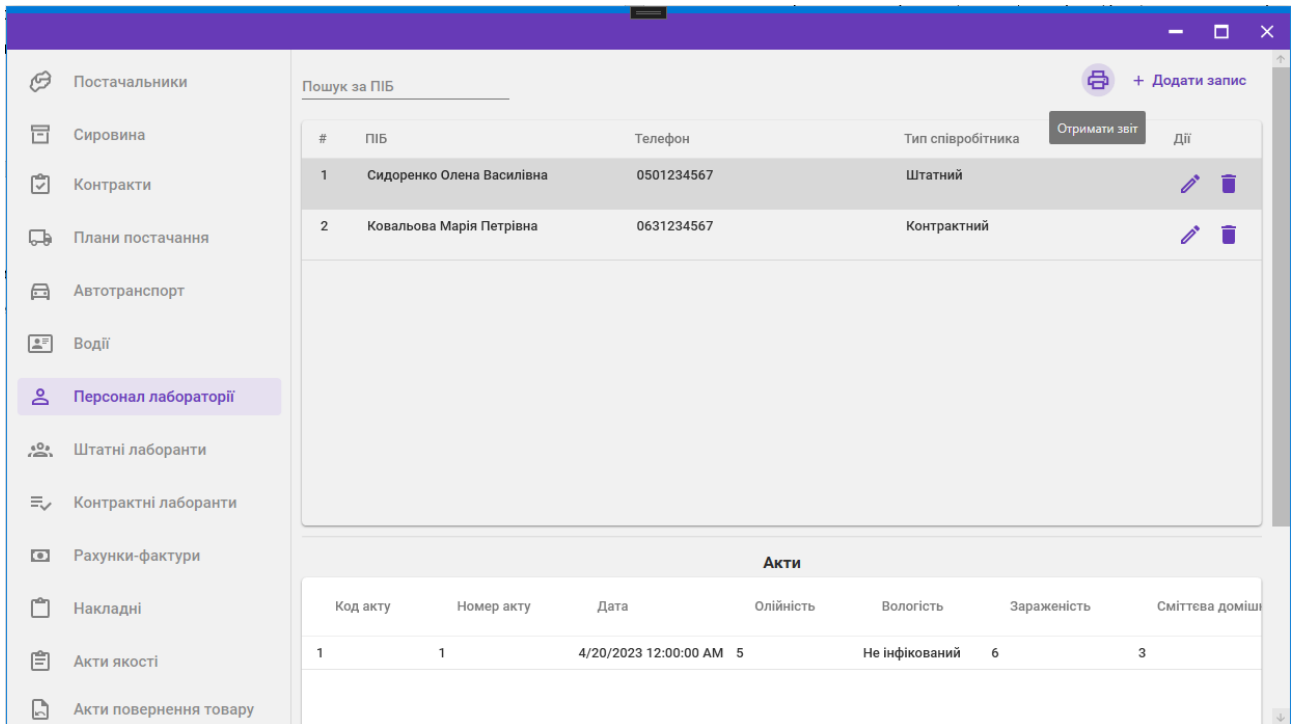 Постачальники
Сировина
Контракти
Плани постачання
Автотранспорт
Водії
Персонал лабораторії
Штатні лаборанти
Контрактні лаборанти
Рахунки-фактури
Накладні
Акти якості
Акти повернення товару
Пошук за ПІБ
+ Додати запис
Отримати звіт
# ПІБ Телефон Тип співробітника Дії
1 Сидоренко Олена Василівна 0501234567 Штатний
2 Ковальова Марія Петрівна 0631234567 Контрактний
Акти
Код акту Номер акту Дата Олійність Вологість Зараженість Сміттєва доміш
1 1 4/20/2023 12:00:00 AM 5 Не інфікований 6 3